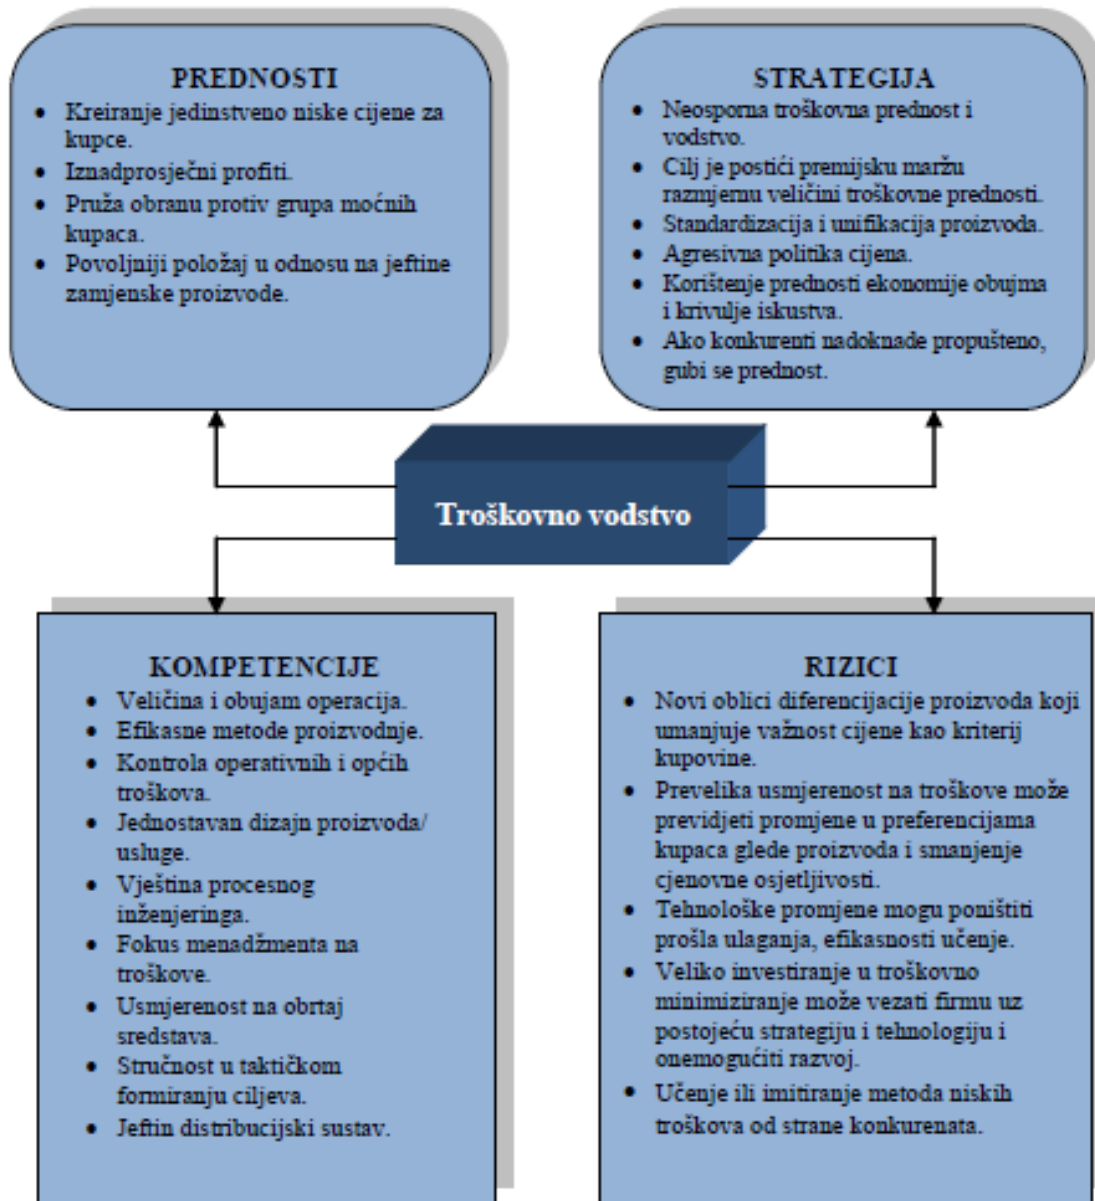 PREDNOSTI
• Kreiranje jedinstveno niske cijene za
kupce.
• Iznadprosječni profiti.
• Pruža obranu protiv grupa moćnih
kupaca.
• Povoljniji položaj u odnosu na jeftine
zamjenske proizvode.
STRATEGIJA
• Neosporna troškovna prednost i
vodstvo.
• Cilj je postići premijsku maržu
razmjernu veličini troškovne prednosti.
• Standardizacija i unifikacija proizvoda.
• Agresivna politika cijena.
• Korištenje prednosti ekonomije obujma
i krivulje iskustva.
• Ako konkurenti nadoknade propušteno,
gubi se prednost.
Troškovno vodstvo
KOMPETENCIJE
• Veličina i obujam operacija.
• Efikasne metode proizvodnje.
• Kontrola operativnih i općih
troškova.
• Jednostavan dizajn proizvoda/
usluge.
• Vještina procesnog
inženjeringa.
• Fokus menadžmenta na
troškove.
• Usmjerenost na obrtaj
sredstava.
• Stručnost u taktičkom
formiranju ciljeva.
• Jeftin distribucijski sustav.
RIZICI
• Novi oblici diferencijacije proizvoda koji
umanjuje važnost cijene kao kriterij
kupovine.
• Prevelika usmjerenost na troškove može
previdjeti promjene u preferencijama
kupaca glede proizvoda i smanjenje
cjenovne osjetljivosti.
• Tehnološke promjene mogu poništiti
prošla ulaganja, efikasnosti učenje.
• Veliko investiranje u troškovno
minimiziranje može vezati firmu uz
postojeću strategiju i tehnologiju i
onemogućiti razvoj.
• Učenje ili imitiranje metoda niskih
troškova od strane konkurenata.